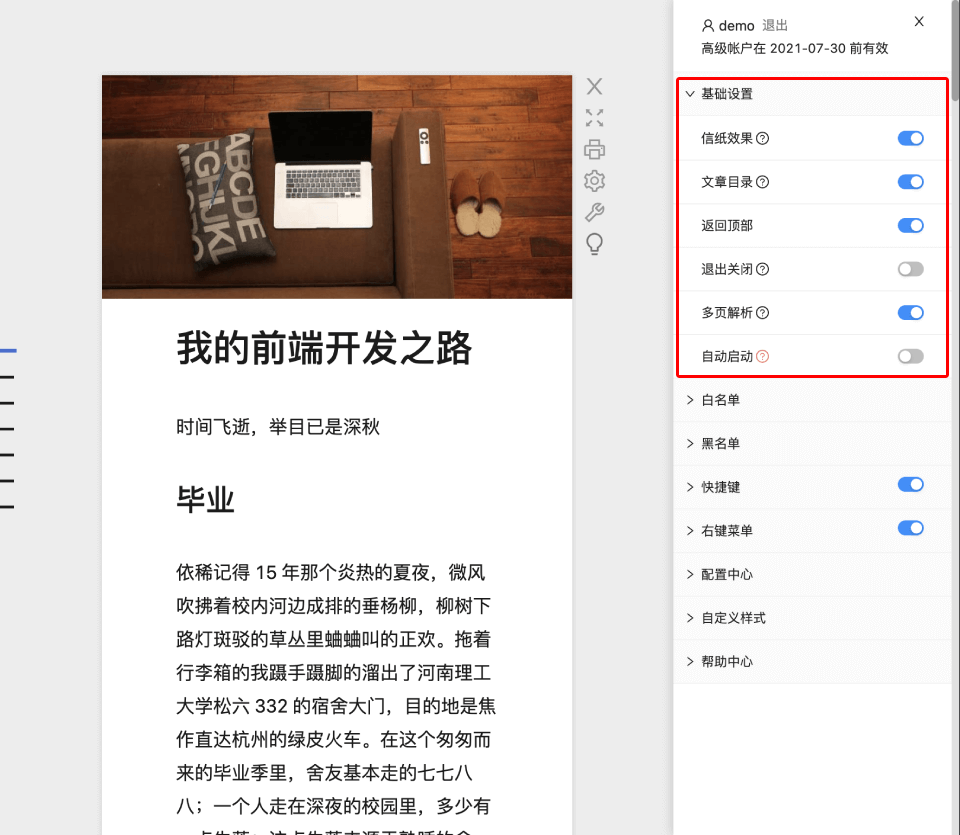 我的前端开发之路
时间飞逝，举目已是深秋
毕业
依稀记得 15 年那个炎热的夏夜，微风
吹拂着校内河边成排的垂杨柳，柳树下
路灯斑驳的草丛里蛐蛐叫的正欢。拖着
行李箱的我蹑手蹑脚的溜出了河南理工
大学松六 332 的宿舍大门，目的地是焦
作直达杭州的绿皮火车。在这个匆匆而
来的毕业季里，舍友基本走的七七八
八；一个人走在深夜的校园里，多少有
demo 退出
高级帐户在 2021-07-30 前有效
基础设置
信纸效果
文章目录
返回顶部
退出关闭
多页解析
自动启动
白名单
黑名单
快捷键
右键菜单
配置中心
自定义样式
帮助中心